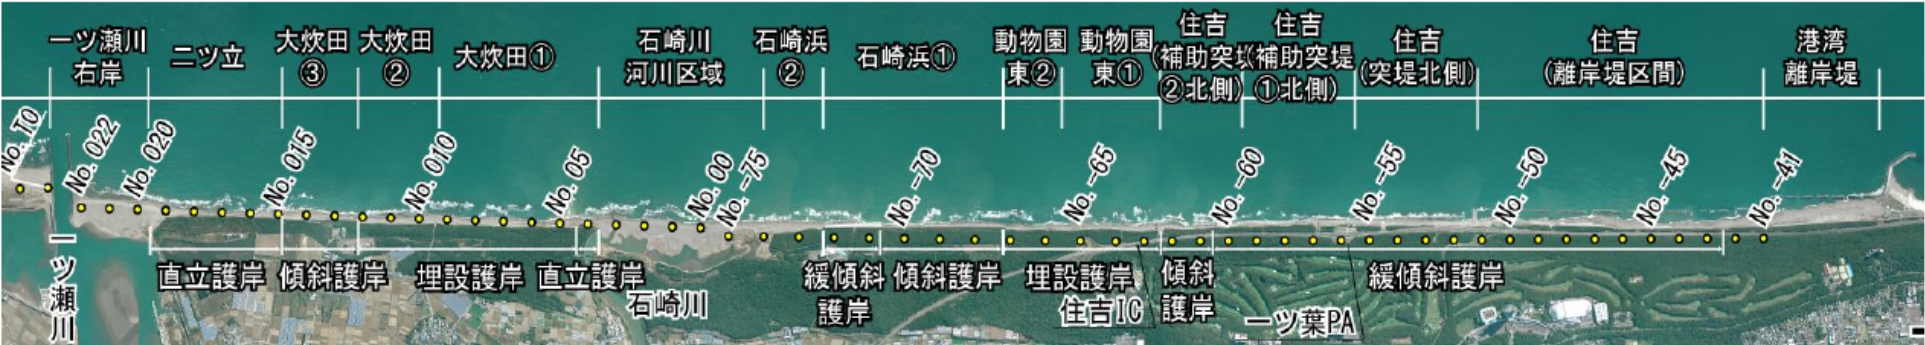 一ツ瀬川
右岸
二ツ立
大炊田
③
大炊田
②
大炊田①
石崎川
河川区域
石崎浜
②
石崎浜①
動物園
東②
動物園
東①
住吉
(補助突堤
②北側)
住吉
(補助突堤
①北側)
住吉
(突堤北側)
住吉
(離岸堤区間)
港湾
離岸堤
No. T0
No. 022
No. 020
No. 015
No. 010
No. 05
No. 00
No. -75
No. -70
No. -65
No. -60
No. -55
No. -50
No. -45
No. -41
一ツ瀬川
直立護岸
傾斜護岸
埋設護岸
直立護岸
石崎川
緩傾斜
護岸
傾斜護岸
埋設護岸
住吉IC
傾斜
護岸
一ツ葉PA
緩傾斜護岸